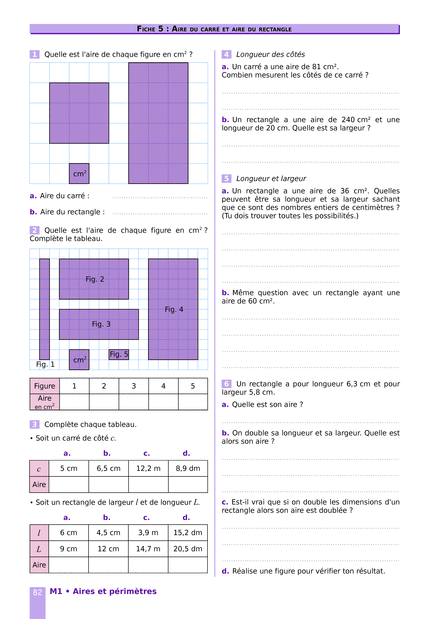 FICHE 5 : AIRE DU CARRÉ ET AIRE DU RECTANGLE
1 Quelle est l'aire de chaque figure en cm² ?
cm²
a. Aire du carré :
b. Aire du rectangle :
2 Quelle est l'aire de chaque figure en cm² ?
Complète le tableau.
Fig. 2
Fig. 4
Fig. 3
Fig. 5
cm²
Fig. 1
Figure 1 2 3 4 5
Aire
en cm²
3 Complète chaque tableau.
• Soit un carré de côté c.
a. b. c. d.
c 5 cm 6,5 cm 12,2 m 8,9 dm
Aire
• Soit un rectangle de largeur l et de longueur L.
a. b. c. d.
l 6 cm 4,5 cm 3,9 m 15,2 dm
L 9 cm 12 cm 14,7 m 20,5 dm
Aire
4 Longueur des côtés
a. Un carré a une aire de 81 cm².
Combien mesurent les côtés de ce carré ?
b. Un rectangle a une aire de 240 cm² et une
longueur de 20 cm. Quelle est sa largeur ?
5 Longueur et largeur
a. Un rectangle a une aire de 36 cm². Quelles
peuvent être sa longueur et sa largeur sachant
que ce sont des nombres entiers de centimètres ?
(Tu dois trouver toutes les possibilités.)
b. Même question avec un rectangle ayant une
aire de 60 cm².
6 Un rectangle a pour longueur 6,3 cm et pour
largeur 5,8 cm.
a. Quelle est son aire ?
b. On double sa longueur et sa largeur. Quelle est
alors son aire ?
c. Est-il vrai que si on double les dimensions d'un
rectangle alors son aire est doublée ?
d. Réalise une figure pour vérifier ton résultat.
82 M1 • Aires et périmètres